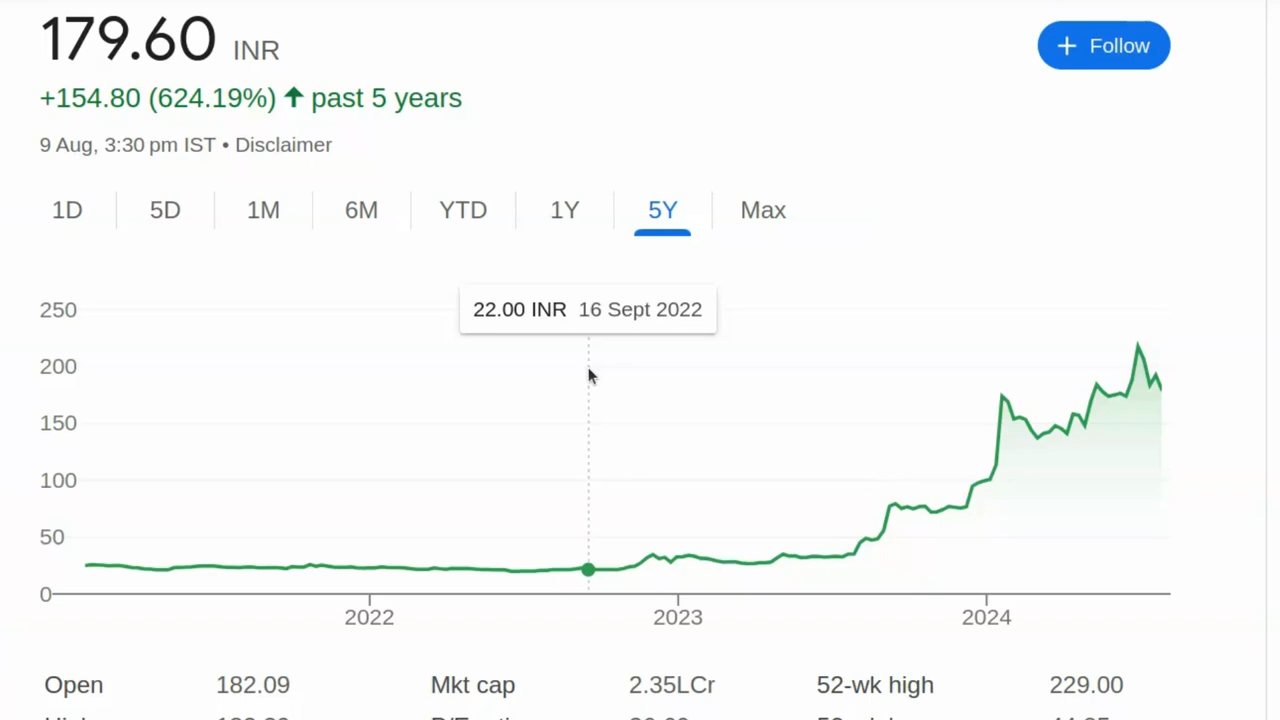 179.60 INR
+ Follow
+154.80 (624.19%) ↑ past 5 years
9 Aug, 3:30 pm IST • Disclaimer
1D 5D 1M 6M YTD 1Y 5Y Max
22.00 INR 16 Sept 2022
250
200
150
100
50
0
2022 2023 2024
Open 182.09 Mkt cap 2.35LCr 52-wk high 229.00